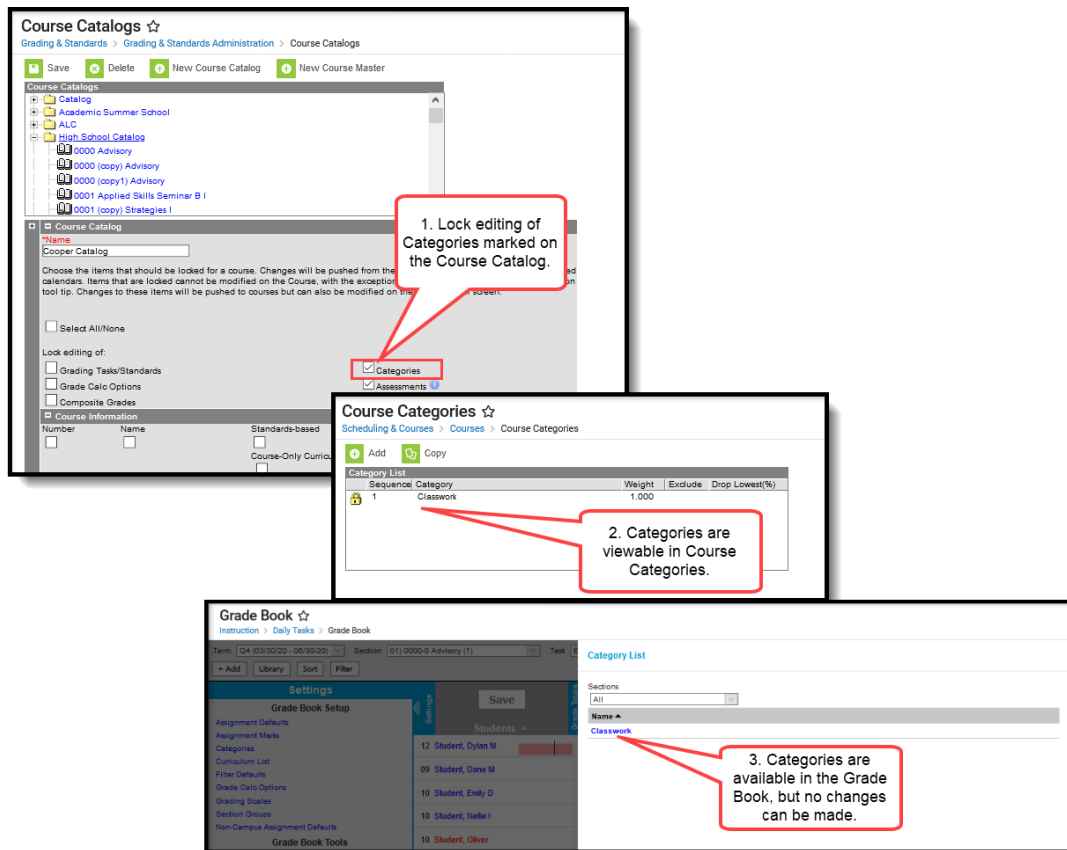 Course Catalogs
Grading & Standards > Grading & Standards Administration > Course Catalogs
Save Delete New Course Catalog New Course Master
Course Catalogs
Catalog
Academic Summer School
ALC
High School Catalog
0000 Advisory
0000 (copy) Advisory
0000 (copy1) Advisory
0001 Applied Skills Seminar B I
0001 (copy) Strategies I
1. Lock editing of
Categories marked on
the Course Catalog.
Course Catalog
*Name
Cooper Catalog
Choose the items that should be locked for a course. Changes will be pushed from the
calendars. Items that are locked cannot be modified on the Course, with the exception on
tool tip. Changes to these items will be pushed to courses but can also be modified on the screen.
Select All/None
Lock editing of:
Grading Tasks/Standards Categories
Grade Calc Options Assessments
Composite Grades
Course Information
Number Name Standards-based
Course-Only
Course Categories
Scheduling & Courses > Courses > Course Categories
Add Copy
Category List
Sequence Category Weight Exclude Drop Lowest(%)
1 Classwork 1.000
2. Categories are
viewable in Course
Categories.
Grade Book
Instruction > Daily Tasks > Grade Book
Term Q4 (03/30/20 - 06/30/20) Section 01) 0000-0 Advisory (1) Task
+ Add Library Sort Filter
Settings
Grade Book Setup
Assignment Defaults
Assignment Marks
Categories
Curriculum List
Filter Defaults
Grade Calc Options
Grading Scales
Section Groups
Non-Campus Assignment Defaults
Grade Book Tools
Settings
Save
Grade Totals
Students
12 Student, Dylan M
09 Student, Dane M
10 Student, Emily D
10 Student, Nellie I
10 Student, Oliver
Category List
Sections
All
Name
Classwork
3. Categories are
available in the Grade
Book, but no changes
can be made.